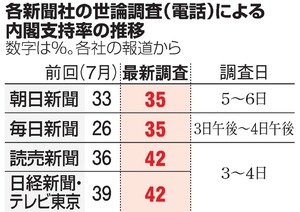 各新聞社の世論調査(電話)による
内閣支持率の推移
数字は%。各社の報道から
前回(7月) 最新調査 調査日
朝日新聞 33 35 5~6日
毎日新聞 26 35 3日午後~4日午後
読売新聞 36 42 3~4日
日経新聞・
テレビ東京 39 42